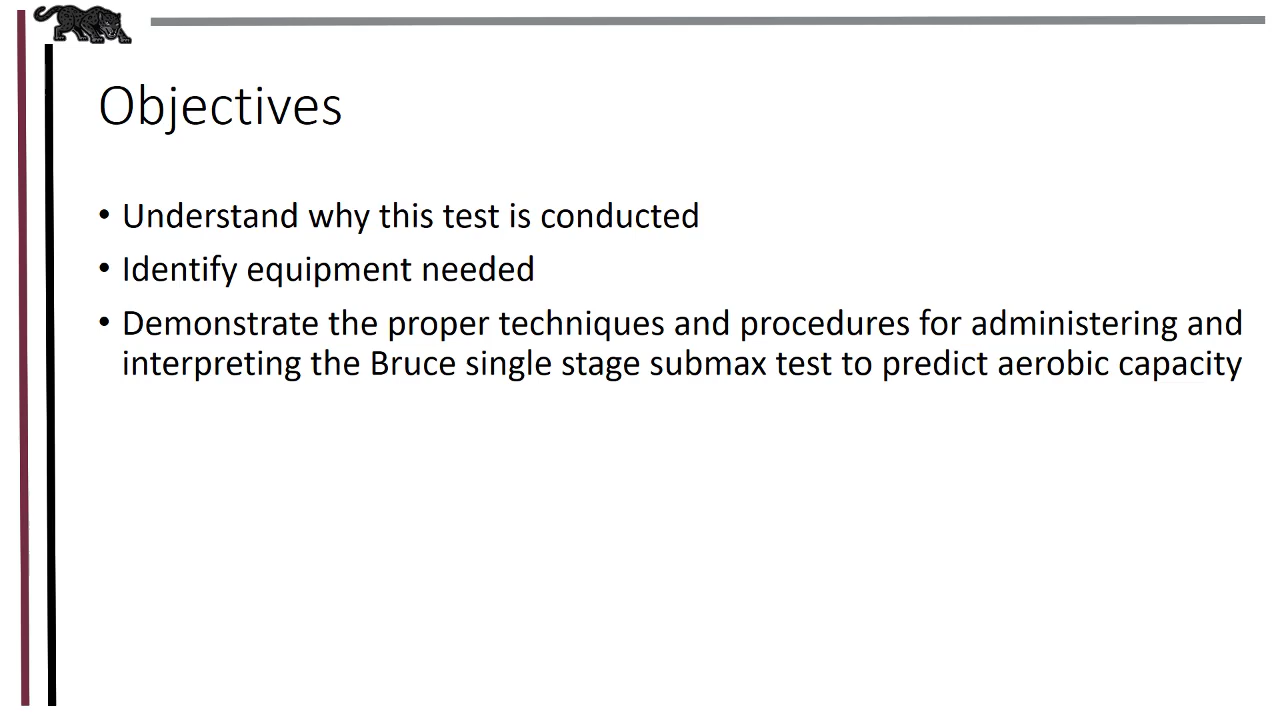 Objectives
• Understand why this test is conducted
• Identify equipment needed
• Demonstrate the proper techniques and procedures for administering and
interpreting the Bruce single stage submax test to predict aerobic capacity